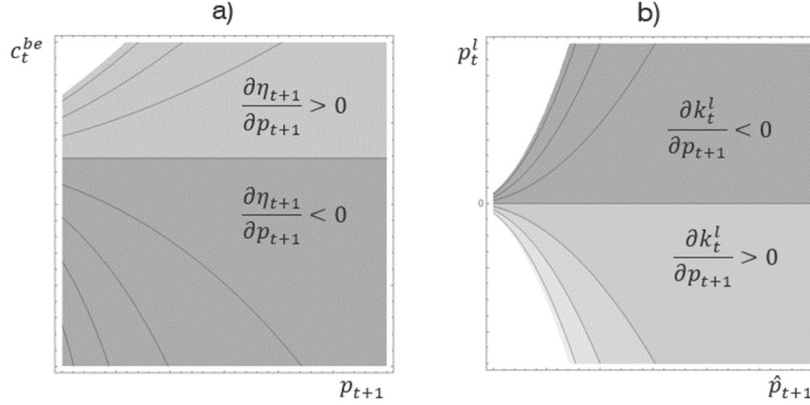 a)
c_t^{be}
∂η_{t+1}/∂p_{t+1} > 0
∂η_{t+1}/∂p_{t+1} < 0
p_{t+1}
b)
p_t^l
∂k_t^l/∂p_{t+1} < 0
0
∂k_t^l/∂p_{t+1} > 0
p̂_{t+1}